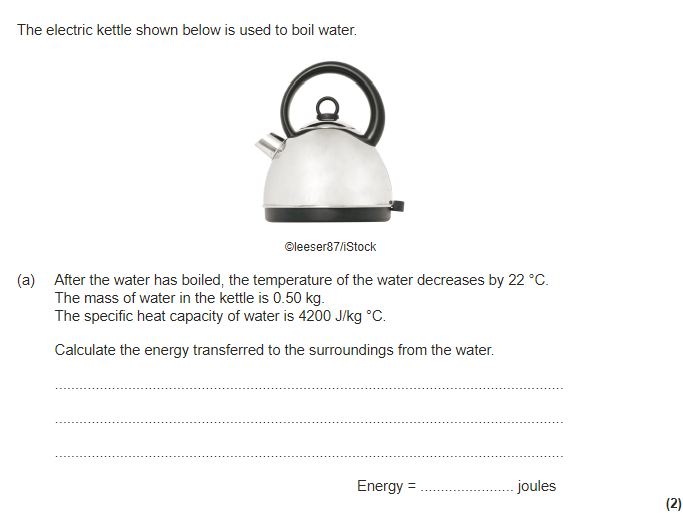 The electric kettle shown below is used to boil water.
©leeser87/iStock
(a) After the water has boiled, the temperature of the water decreases by 22 °C.
The mass of water in the kettle is 0.50 kg.
The specific heat capacity of water is 4200 J/kg °C.
Calculate the energy transferred to the surroundings from the water.
Energy = ........................ joules
(2)